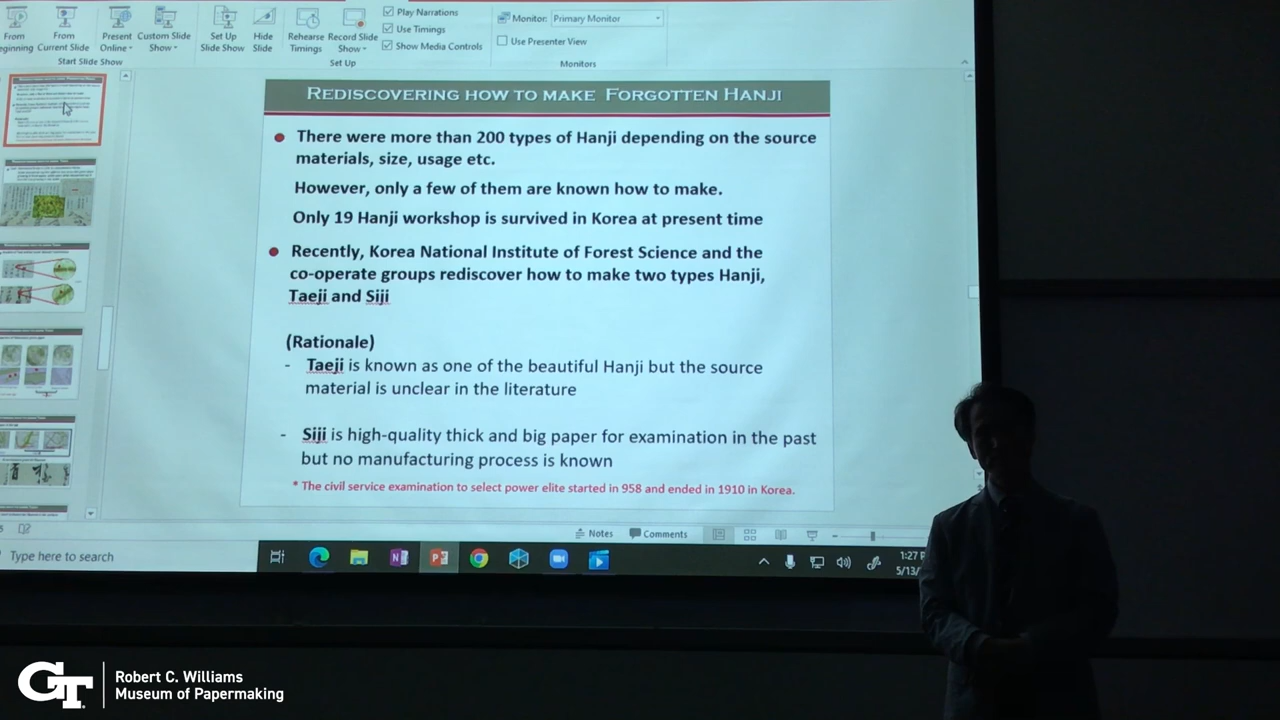 From
From
Present
Custom Slide
Set Up
Hide
Rehearse
Record Slide
Current Slide
Online
Show
Slide Show
Slide
Timings
Show
Start Slide Show
Set Up
Play Narrations
Use Timings
Show Media Controls
Monitor: Primary Monitor
Use Presenter View
Monitors
Rediscovering how to make Forgotten Hanji
There were more than 200 types of Hanji depending on the source
materials, size, usage etc.
However, only a few of them are known how to make.
Only 19 Hanji workshop is survived in Korea at present time
Recently, Korea National Institute of Forest Science and the
co-operate groups rediscover how to make two types Hanji,
Taeji and Siji
(Rationale)
- Taeji is known as one of the beautiful Hanji but the source
material is unclear in the literature
- Siji is high-quality thick and big paper for examination in the past
but no manufacturing process is known
* The civil service examination to select power elite started in 958 and ended in 1910 in Korea.
Notes
Comments
Type here to search
1:27
5/13/
GT
Robert C. Williams
Museum of Papermaking